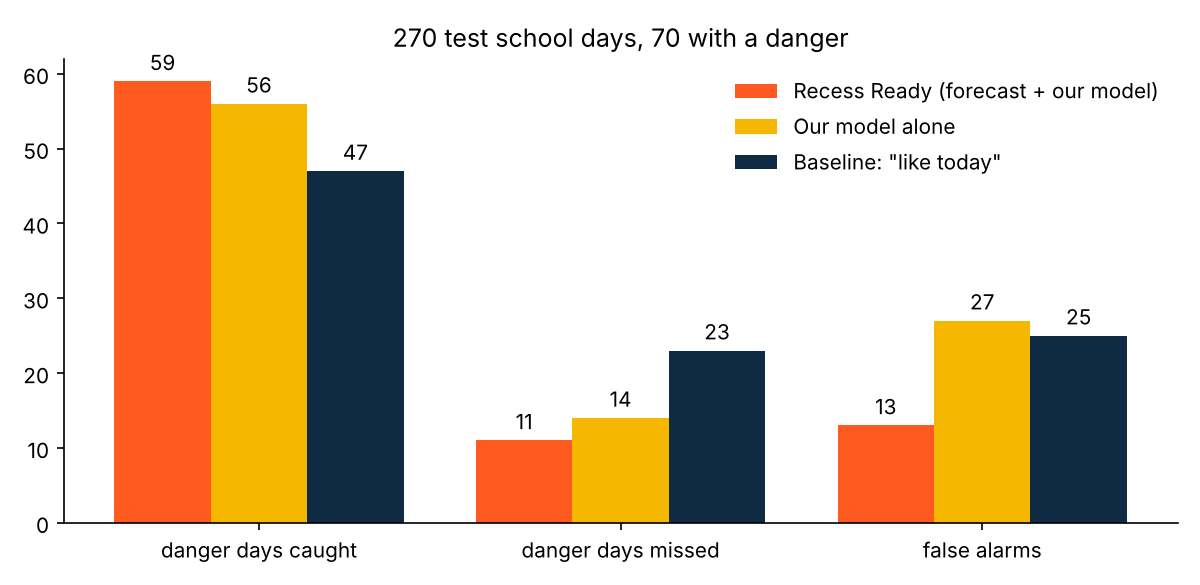 270 test school days, 70 with a danger
Recess Ready (forecast + our model)
Our model alone
Baseline: "like today"
60
50
40
30
20
10
0
59
56
47
11
14
23
13
27
25
danger days caught
danger days missed
false alarms